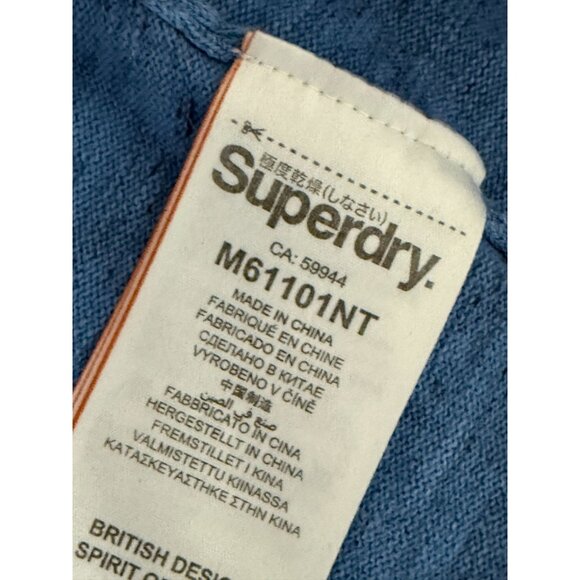 極度乾燥(しなさい)
Superdry.
CA: 59944
M61101NT
MADE IN CHINA
FABRIQUÉ EN CHINE
FABRICADO EN CHINA
СДЕЛАНО В КИТАЕ
VYROBENO V ČÍNĚ
中國制造
صنع في الصين
FABBRICATO IN CINA
HERGESTELLT IN CHINA
FREMSTILLET I KINA
VALMISTETTU KIINASSA
ΚΑΤΑΣΚΕΥΑΣΤΗΚΕ ΣΤΗΝ ΚΙΝΑ
BRITISH DESIG
SPIRIT OF